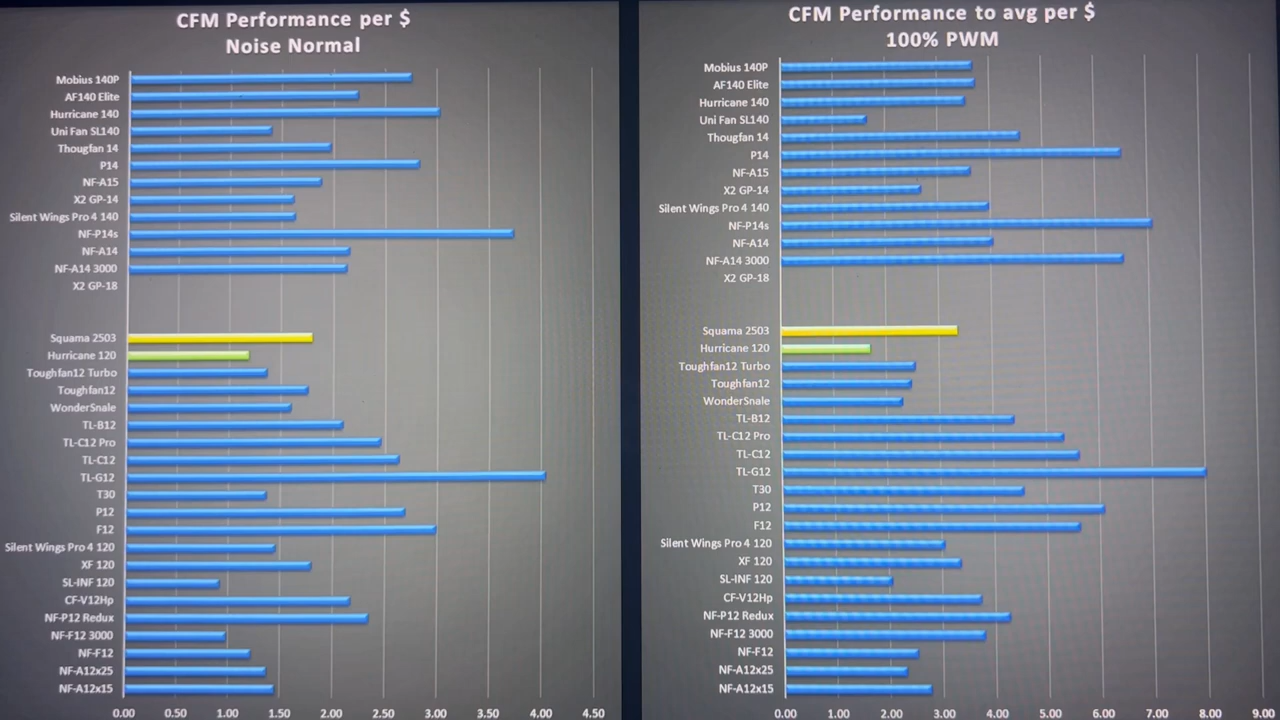 CFM Performance per $
Noise Normal
Mobius 140P
AF140 Elite
Hurricane 140
Uni Fan SL140
Thougfan 14
P14
NF-A15
X2 GP-14
Silent Wings Pro 4 140
NF-P14s
NF-A14
NF-A14 3000
X2 GP-18
Squama 2503
Hurricane 120
Toughfan12 Turbo
Toughfan12
WonderSnale
TL-B12
TL-C12 Pro
TL-C12
TL-G12
T30
P12
F12
Silent Wings Pro 4 120
XF 120
SL-INF 120
CF-V12Hp
NF-P12 Redux
NF-F12 3000
NF-F12
NF-A12x25
NF-A12x15
0.00 0.50 1.00 1.50 2.00 2.50 3.00 3.50 4.00 4.50
CFM Performance to avg per $
100% PWM
Mobius 140P
AF140 Elite
Hurricane 140
Uni Fan SL140
Thougfan 14
P14
NF-A15
X2 GP-14
Silent Wings Pro 4 140
NF-P14s
NF-A14
NF-A14 3000
X2 GP-18
Squama 2503
Hurricane 120
Toughfan12 Turbo
Toughfan12
WonderSnale
TL-B12
TL-C12 Pro
TL-C12
TL-G12
T30
P12
F12
Silent Wings Pro 4 120
XF 120
SL-INF 120
CF-V12Hp
NF-P12 Redux
NF-F12 3000
NF-F12
NF-A12x25
NF-A12x15
0.00 1.00 2.00 3.00 4.00 5.00 6.00 7.00 8.00 9.00